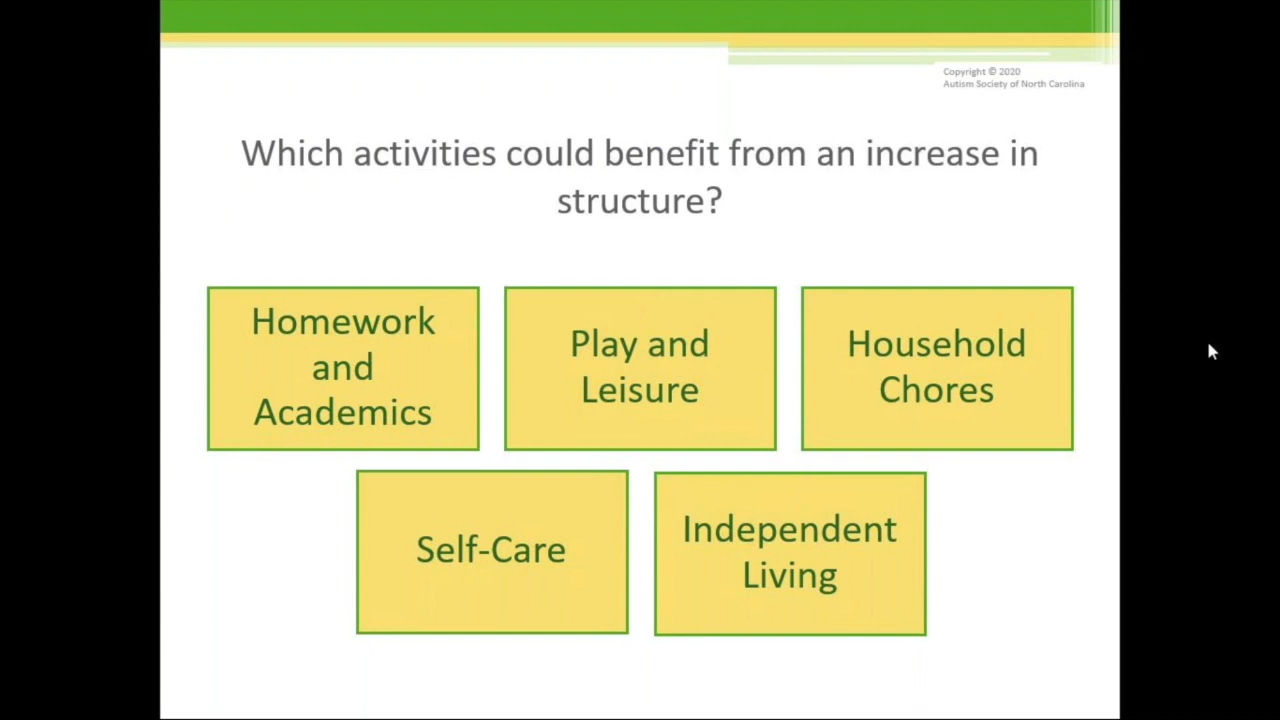 Copyright © 2020
Autism Society of North Carolina
Which activities could benefit from an increase in
structure?
Homework
and
Academics
Play and
Leisure
Household
Chores
Self-Care
Independent
Living